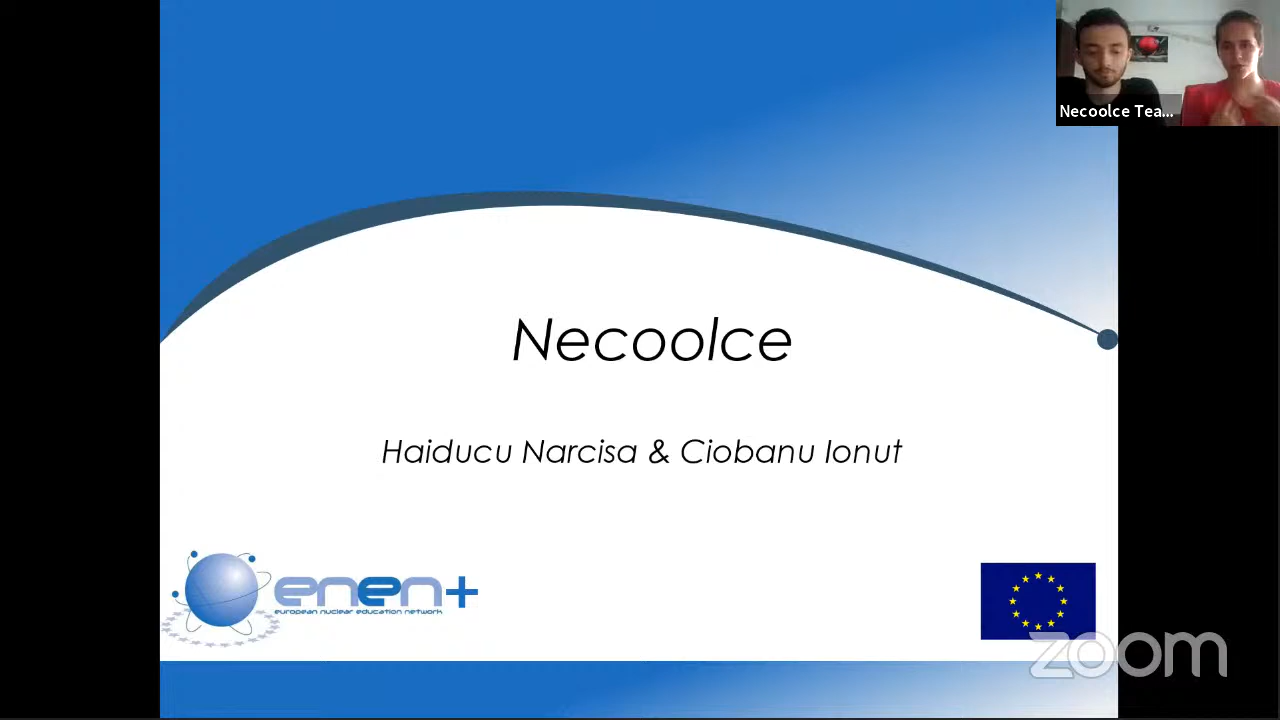 Necoolce Tea...
Necoolce
Haiducu Narcisa & Ciobanu Ionut
enen+
european nuclear education network
zoom